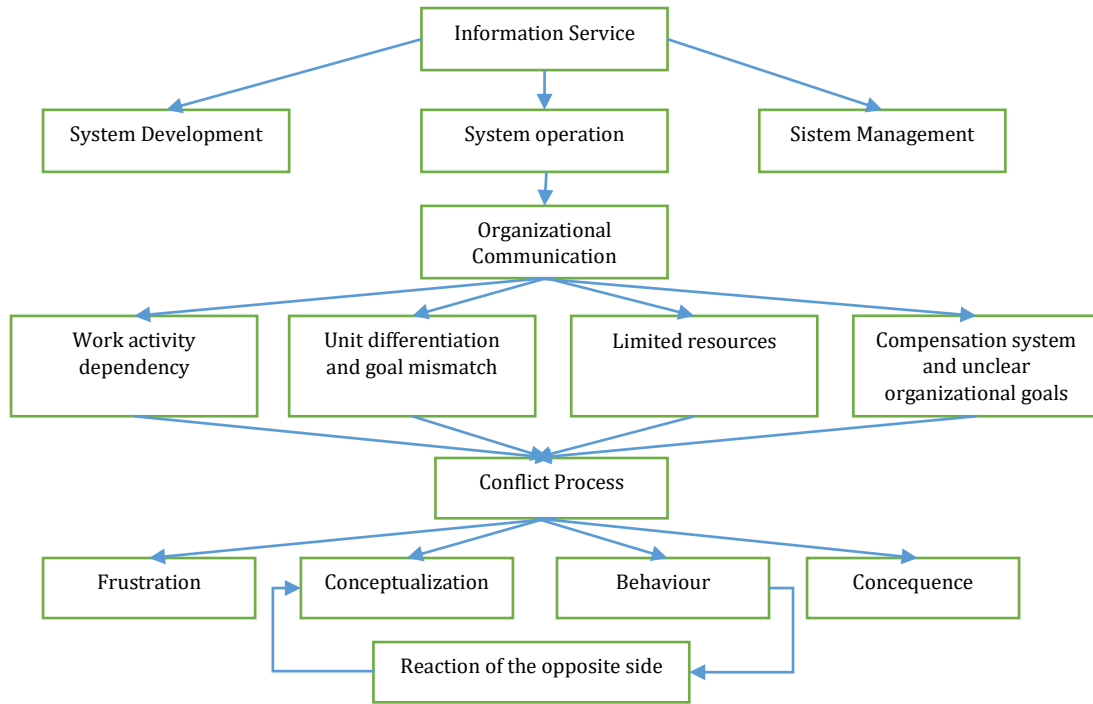 Information Service
System Development
System operation
Sistem Management
Organizational
Communication
Work activity
dependency
Unit differentiation
and goal mismatch
Limited resources
Compensation system
and unclear
organizational goals
Conflict Process
Frustration
Conceptualization
Behaviour
Concequence
Reaction of the opposite side